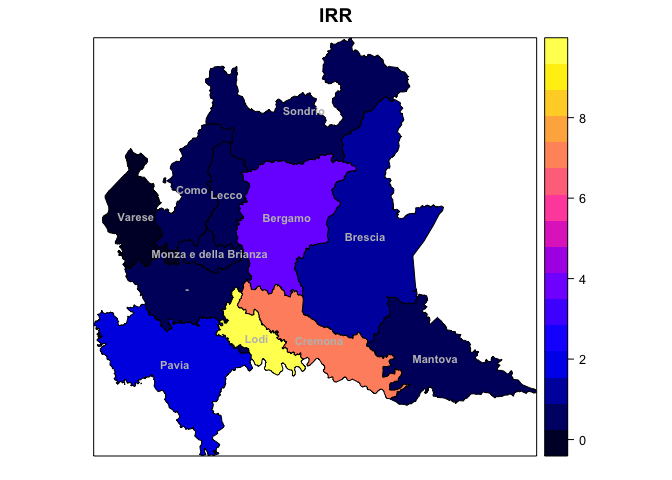 IRR
Sondrio
Como
Lecco
Varese
Bergamo
Brescia
Monza e della Brianza
-
Lodi
Cremona
Pavia
Mantova
8
6
4
2
0